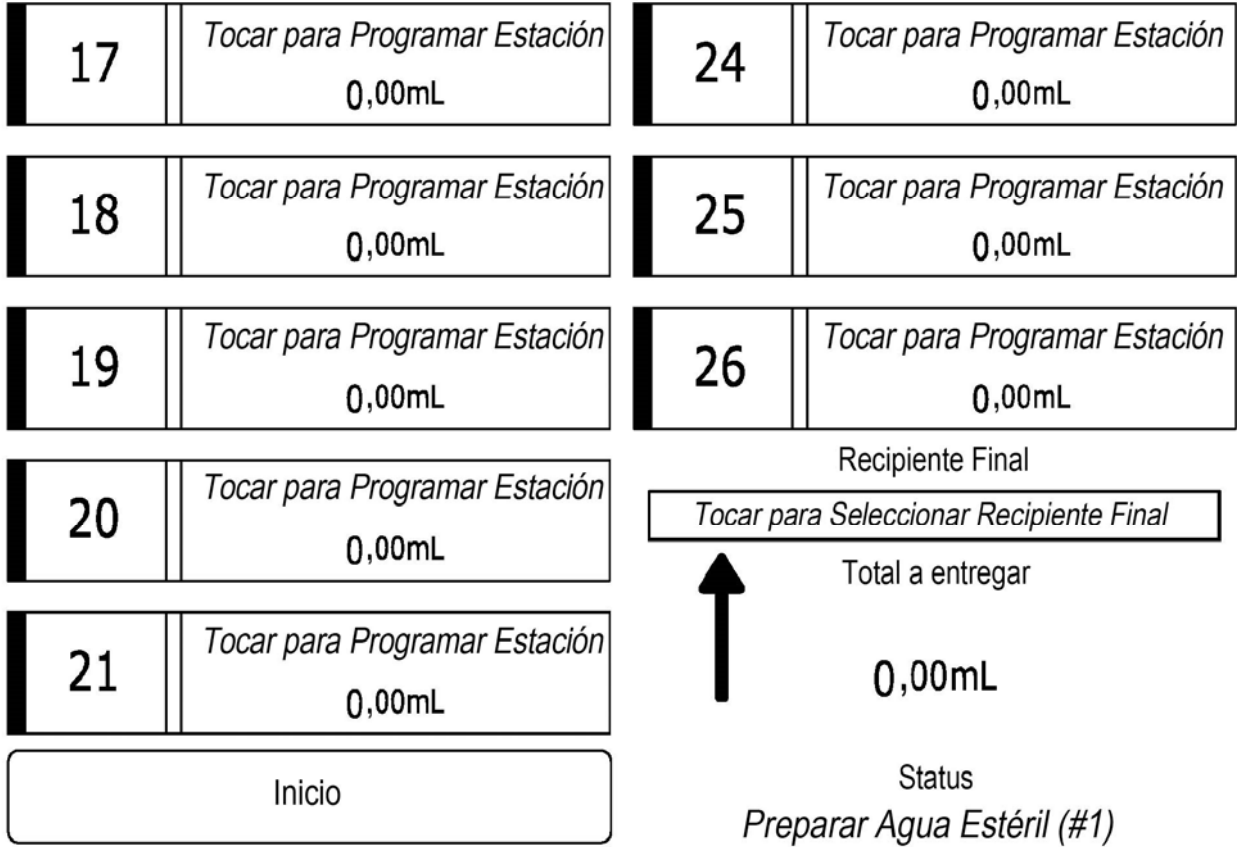 17
Tocar para Programar Estación
0,00mL
18
Tocar para Programar Estación
0,00mL
19
Tocar para Programar Estación
0,00mL
20
Tocar para Programar Estación
0,00mL
21
Tocar para Programar Estación
0,00mL
Inicio
24
Tocar para Programar Estación
0,00mL
25
Tocar para Programar Estación
0,00mL
26
Tocar para Programar Estación
0,00mL
Recipiente Final
Tocar para Seleccionar Recipiente Final
Total a entregar
0,00mL
Status
Preparar Agua Estéril (#1)